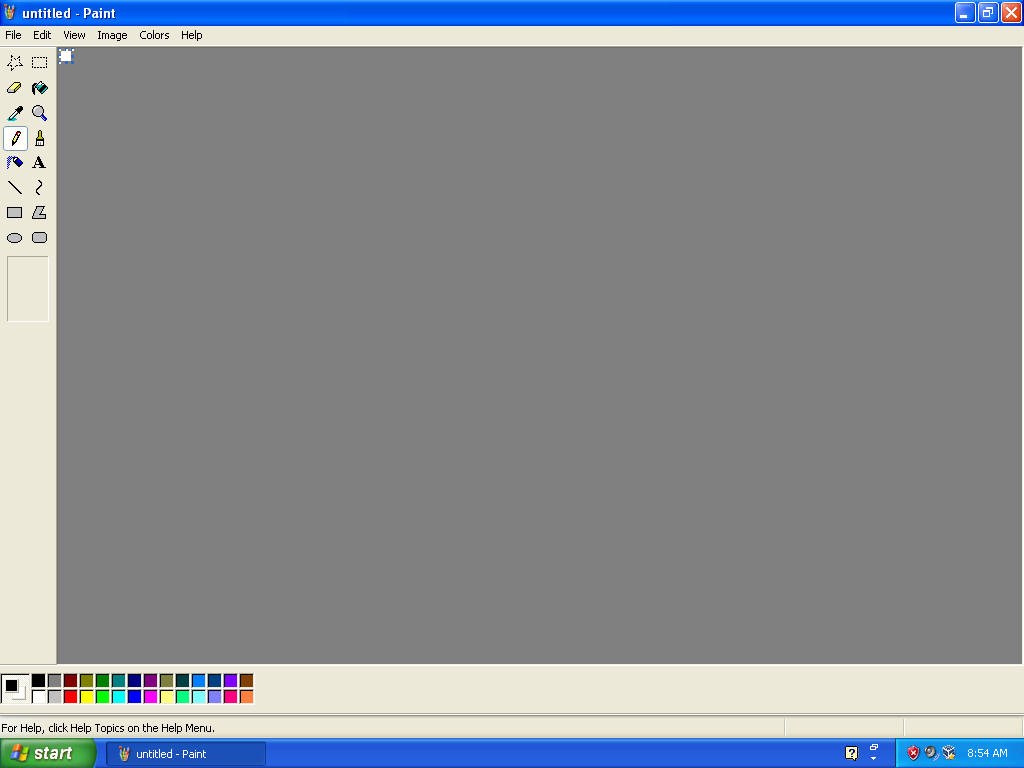 untitled - Paint
File Edit View Image Colors Help
A
For Help, click Help Topics on the Help Menu.
start untitled - Paint ? 8:54 AM